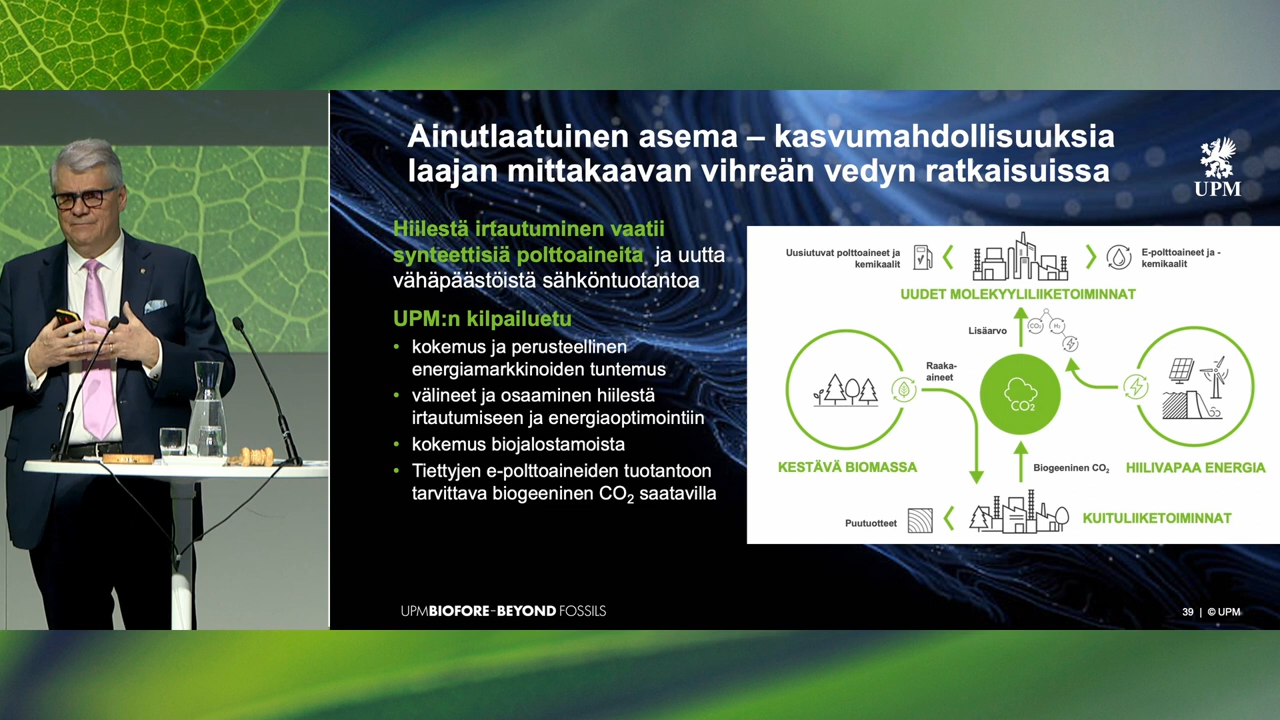 Ainutlaatuinen asema – kasvumahdollisuuksia
laajan mittakaavan vihreän vedyn ratkaisuissa
UPM
Hiilestä irtautuminen vaatii
synteettisiä polttoaineita ja uutta
vähäpäästöistä sähköntuotantoa
UPM:n kilpailuetu
• kokemus ja perusteellinen
energiamarkkinoiden tuntemus
• välineet ja osaaminen hiilestä
irtautumiseen ja energiaoptimointiin
• kokemus biojalostamoista
• Tiettyjen e-polttoaineiden tuotantoon
tarvittava biogeeninen CO₂ saatavilla
Uusiutuvat polttoaineet ja
kemikaalit
E-polttoaineet ja -
kemikaalit
UUDET MOLEKYYLILIIKETOIMINNAT
Lisäarvo
CO₂
H₂
Raaka-
aineet
CO₂
KESTÄVÄ BIOMASSA
Biogeeninen CO₂
HIILIVAPAA ENERGIA
Puutuotteet
KUITULIIKETOIMINNAT
UPM BIOFORE–BEYOND FOSSILS
39 | © UPM